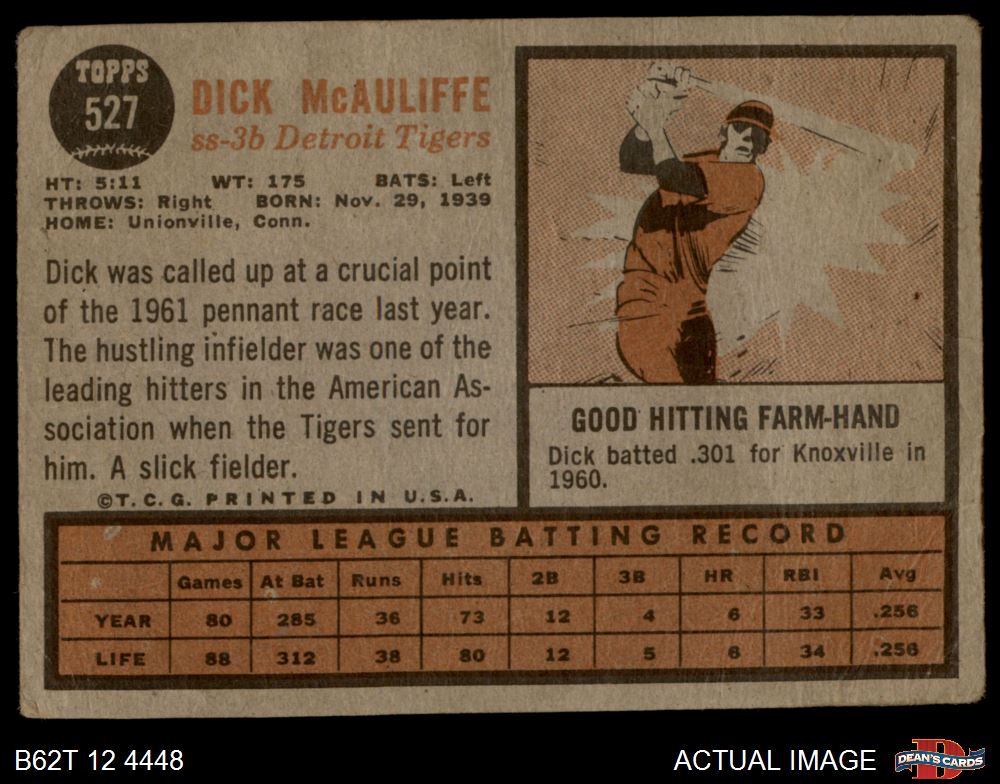 TOPPS
527
DICK McAULIFFE
ss-3b Detroit Tigers
HT: 5:11 WT: 175 BATS: Left
THROWS: Right BORN: Nov. 29, 1939
HOME: Unionville, Conn.
Dick was called up at a crucial point
of the 1961 pennant race last year.
The hustling infielder was one of the
leading hitters in the American As-
sociation when the Tigers sent for
him. A slick fielder.
©T.C.G. PRINTED IN U.S.A.
GOOD HITTING FARM-HAND
Dick batted .301 for Knoxville in
1960.
MAJOR LEAGUE BATTING RECORD
Games At Bat Runs Hits 2B 3B HR RBI Avg
YEAR 80 285 36 73 12 4 6 33 .256
LIFE 88 312 38 80 12 5 6 34 .256
B62T 12 4448
ACTUAL IMAGE
D
DEAN'S CARDS